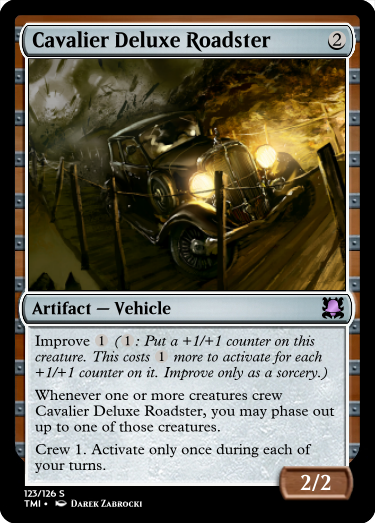 Cavalier Deluxe Roadster 2
Artifact — Vehicle
Improve 1 (1: Put a +1/+1 counter on this
creature. This costs 1 more to activate for each
+1/+1 counter on it. Improve only as a sorcery.)
Whenever one or more creatures crew
Cavalier Deluxe Roadster, you may phase out
up to one of those creatures.
Crew 1. Activate only once during each of
your turns.
2/2
123/126 S
TMI • Darek Zabrocki